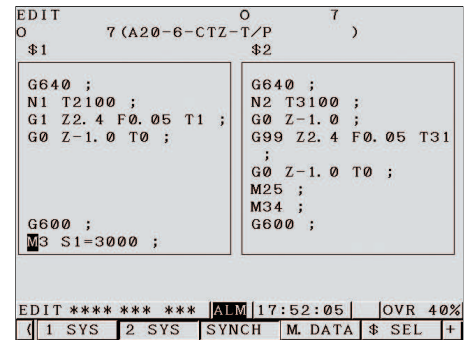 EDIT O 7
O 7(A20-6-CTZ-T/P )
$1 $2
G640 ;
N1 T2100 ;
G1 Z2.4 F0.05 T1 ;
G0 Z-1.0 T0 ;
G600 ;
M3 S1=3000 ;
G640 ;
N2 T3100 ;
G0 Z-1.0 ;
G99 Z2.4 F0.05 T31
;
G0 Z-1.0 T0 ;
M25 ;
M34 ;
G600 ;
EDIT **** *** *** ALM 17:52:05 OVR 40%
( 1 SYS 2 SYS SYNCH M. DATA $ SEL +